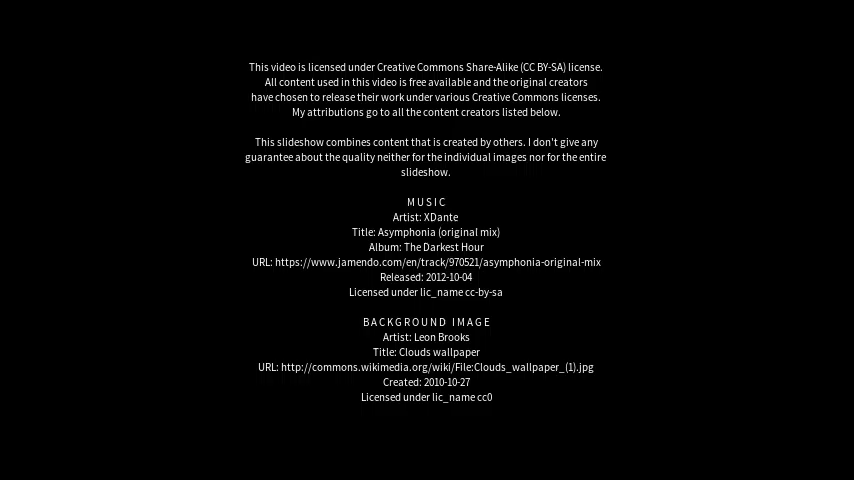 This video is licensed under Creative Commons Share-Alike (CC BY-SA) license.
All content used in this video is free available and the original creators
have chosen to release their work under various Creative Commons licenses.
My attributions go to all the content creators listed below.
This slideshow combines content that is created by others. I don't give any
guarantee about the quality neither for the individual images nor for the entire
slideshow.
M U S I C
Artist: XDante
Title: Asymphonia (original mix)
Album: The Darkest Hour
URL: https://www.jamendo.com/en/track/970521/asymphonia-original-mix
Released: 2012-10-04
Licensed under lic_name cc-by-sa
B A C K G R O U N D   I M A G E
Artist: Leon Brooks
Title: Clouds wallpaper
URL: http://commons.wikimedia.org/wiki/File:Clouds_wallpaper_(1).jpg
Created: 2010-10-27
Licensed under lic_name cc0